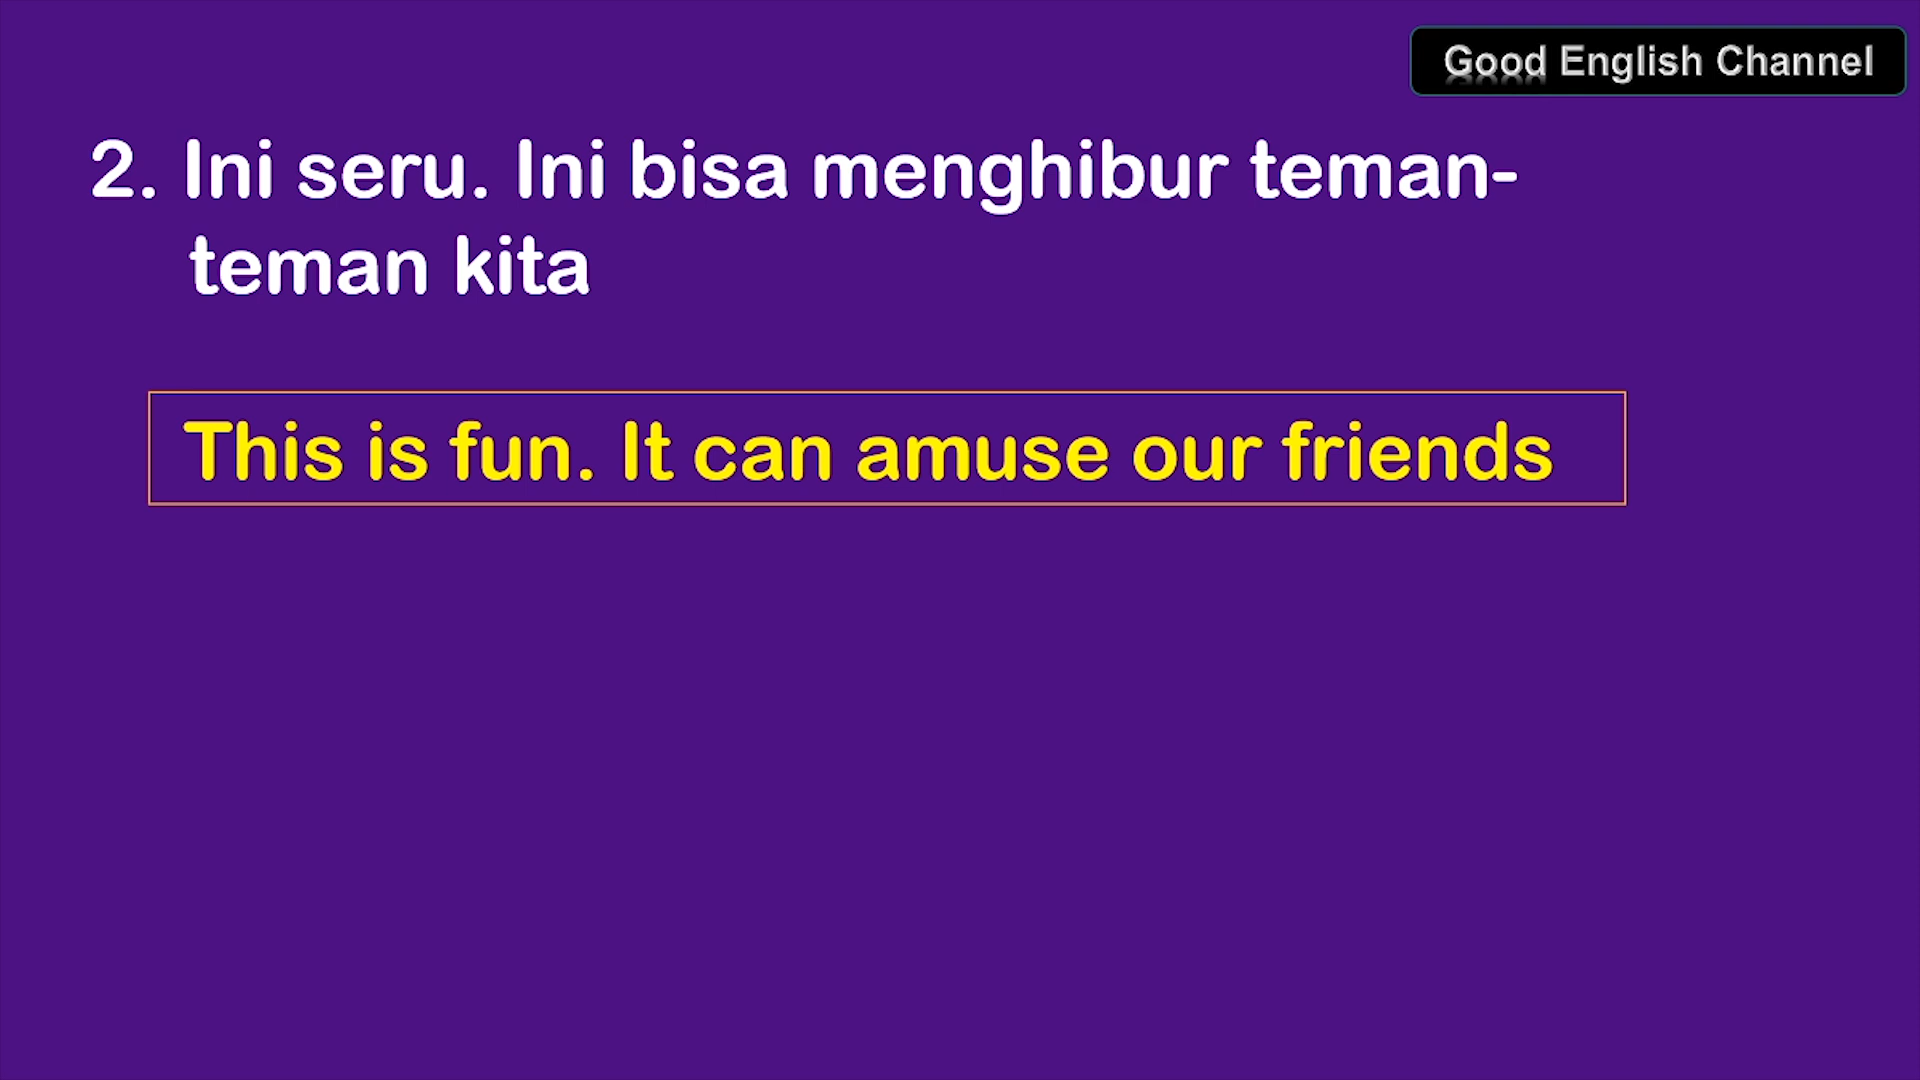 Good English Channel
2. Ini seru. Ini bisa menghibur teman-
teman kita
This is fun. It can amuse our friends